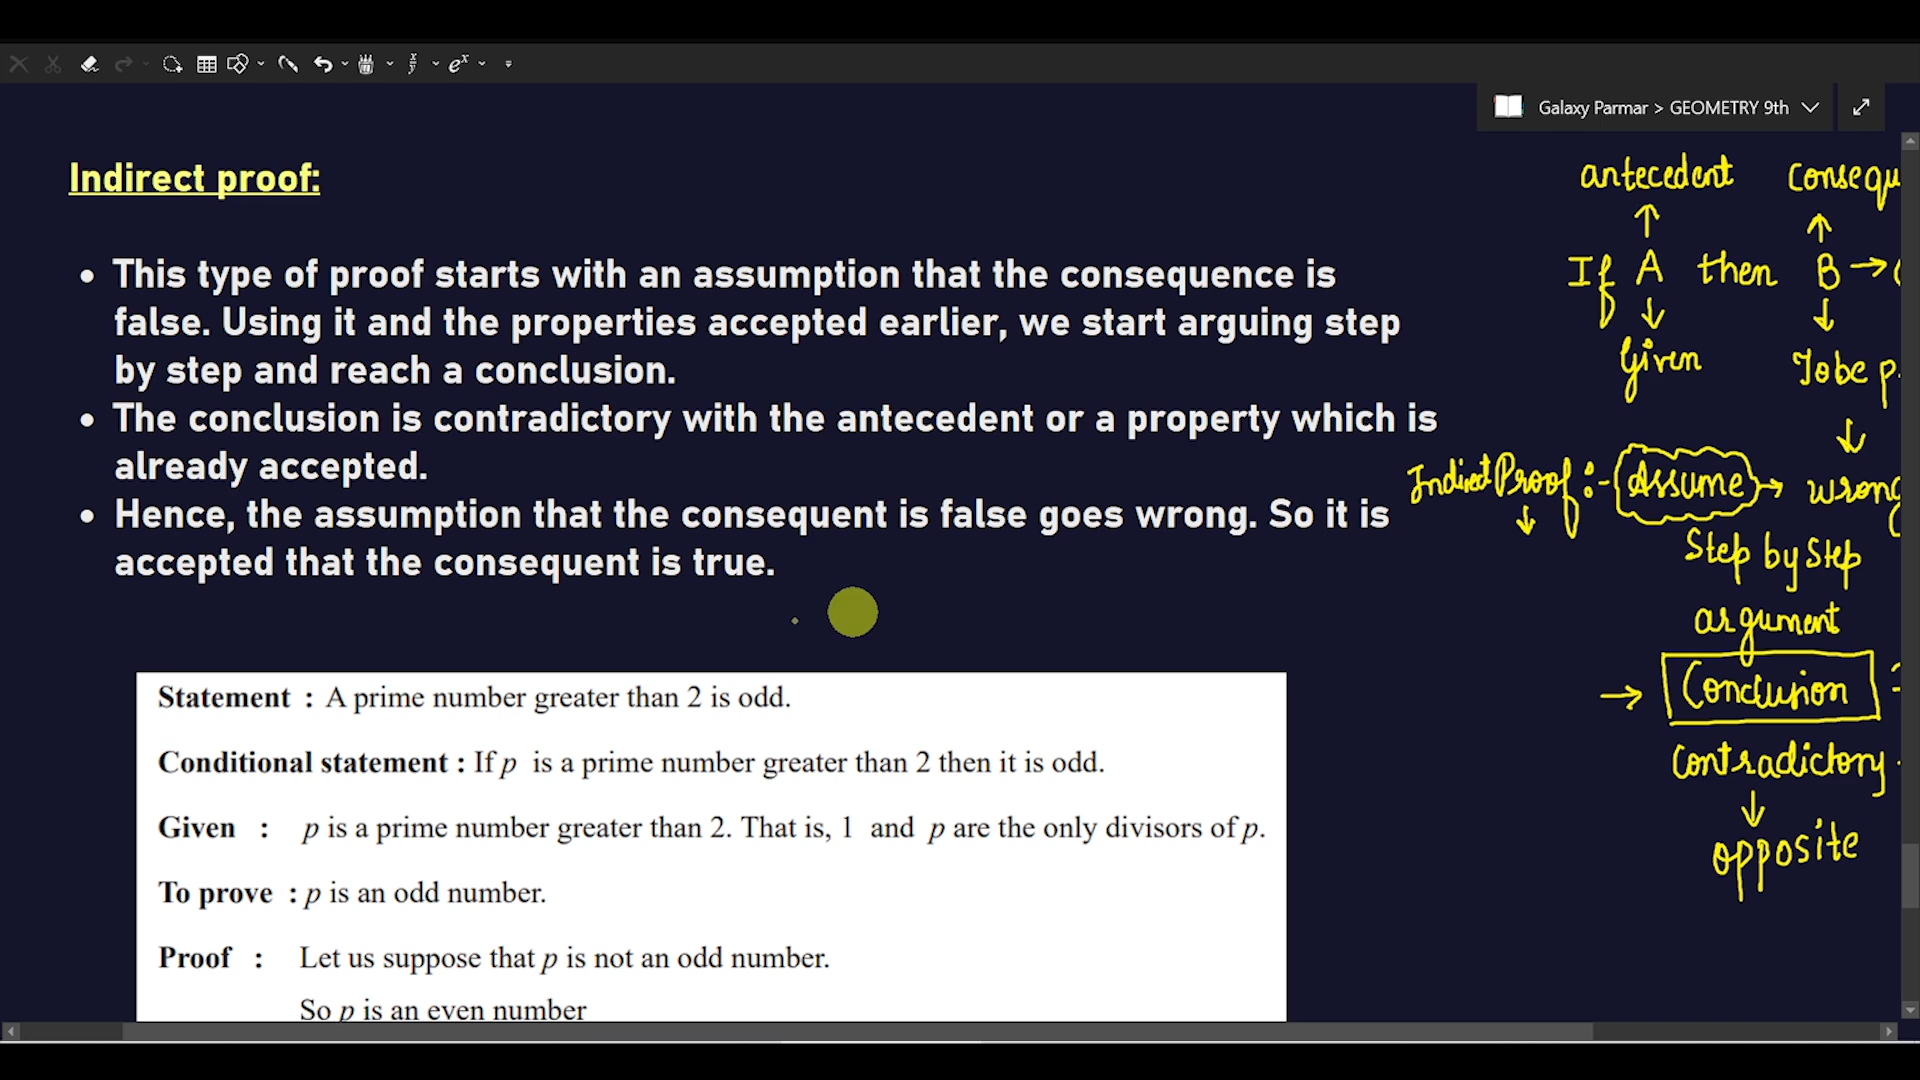 Galaxy Parmar > GEOMETRY 9th
Indirect proof:
• This type of proof starts with an assumption that the consequence is
false. Using it and the properties accepted earlier, we start arguing step
by step and reach a conclusion.
• The conclusion is contradictory with the antecedent or a property which is
already accepted.
• Hence, the assumption that the consequent is false goes wrong. So it is
accepted that the consequent is true.
Statement : A prime number greater than 2 is odd.
Conditional statement : If p is a prime number greater than 2 then it is odd.
Given : p is a prime number greater than 2. That is, 1 and p are the only divisors of p.
To prove : p is an odd number.
Proof : Let us suppose that p is not an odd number.
So p is an even number
antecedent Consequ
↑ ↑
If A then B →
↓ ↓
Given To be p
↓
Indirect Proof :- Assume → wrong
↓
Step by Step
argument
→ Conclusion
Contradictory
↓
opposite